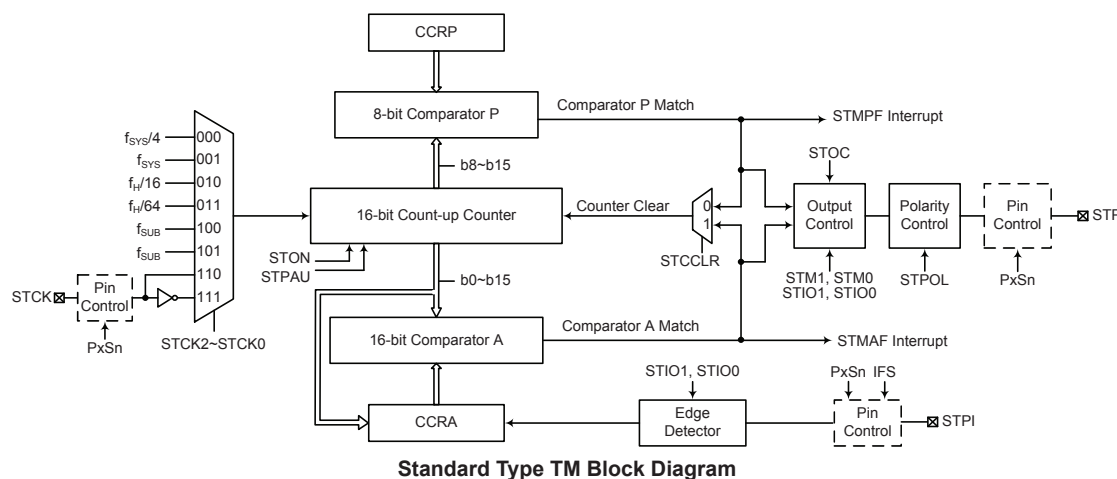 CCRP
8-bit Comparator P
Comparator P Match
STMPF Interrupt
b8~b15
fSYS/4
000
fSYS
001
fH/16
010
fH/64
011
fSUB
100
fSUB
101
110
111
STCK
Pin
Control
PxSn
STCK2~STCK0
16-bit Count-up Counter
STON
STPAU
Counter Clear
0
1
STCCLR
STOC
Output
Control
STM1, STM0
STIO1, STIO0
Polarity
Control
STPOL
Pin
Control
PxSn
b0~b15
16-bit Comparator A
Comparator A Match
STMAF Interrupt
CCRA
STIO1, STIO0
Edge
Detector
PxSn IFS
Pin
Control
STPI
Standard Type TM Block Diagram